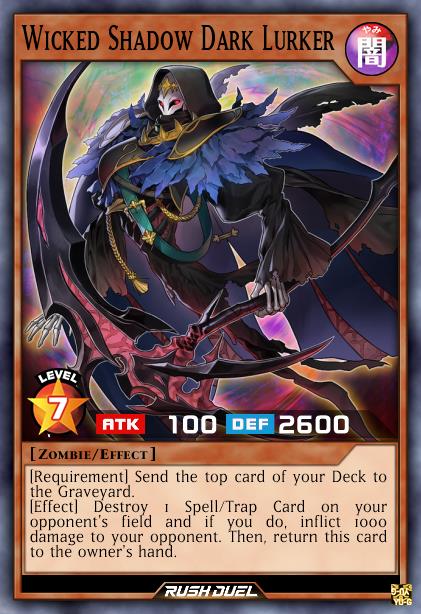 Wicked Shadow Dark Lurker
やみ
闇
LEVEL
7
ATK 100 DEF 2600
[Zombie/Effect]
[Requirement] Send the top card of your Deck to
the Graveyard.
[Effect] Destroy 1 Spell/Trap Card on your
opponent's field and if you do, inflict 1000
damage to your opponent. Then, return this card
to the owner's hand.
RUSH DUEL